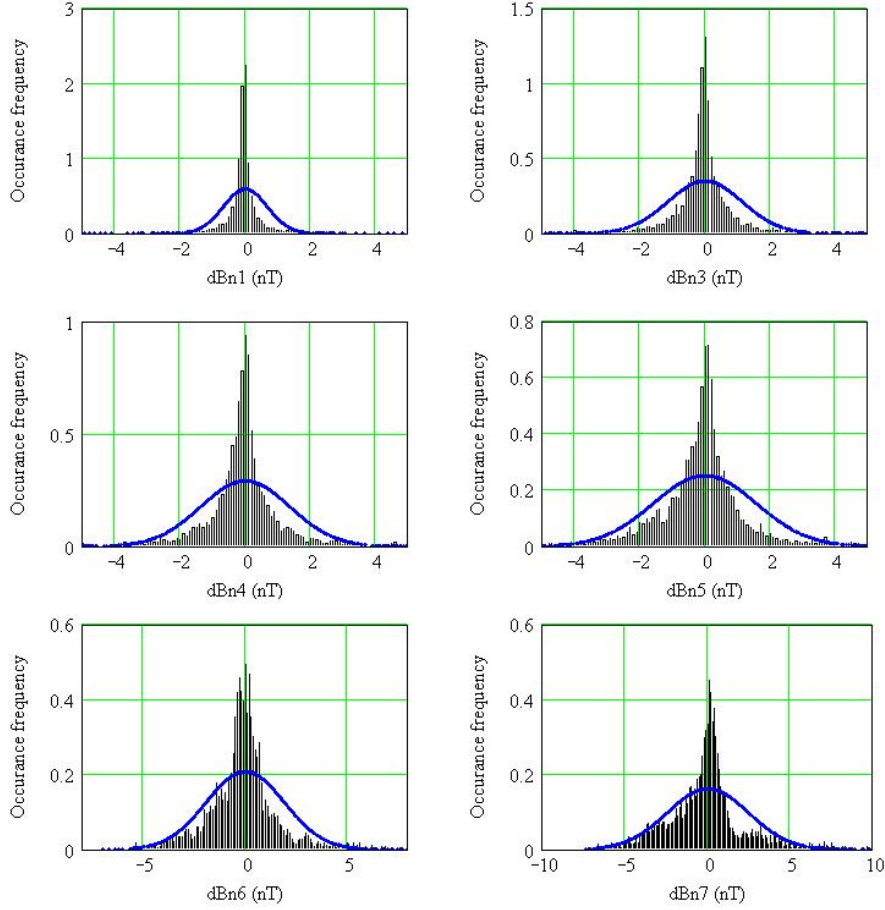 3
2
1
0
Occurance frequency
−4 −2 0 2 4
dBn1 (nT)
1.5
1
0.5
0
Occurance frequency
−4 −2 0 2 4
dBn3 (nT)
1
0.5
0
Occurance frequency
−4 −2 0 2 4
dBn4 (nT)
0.8
0.6
0.4
0.2
0
Occurance frequency
−4 −2 0 2 4
dBn5 (nT)
0.6
0.4
0.2
0
Occurance frequency
−5 0 5
dBn6 (nT)
0.6
0.4
0.2
0
Occurance frequency
−10 −5 0 5 10
dBn7 (nT)